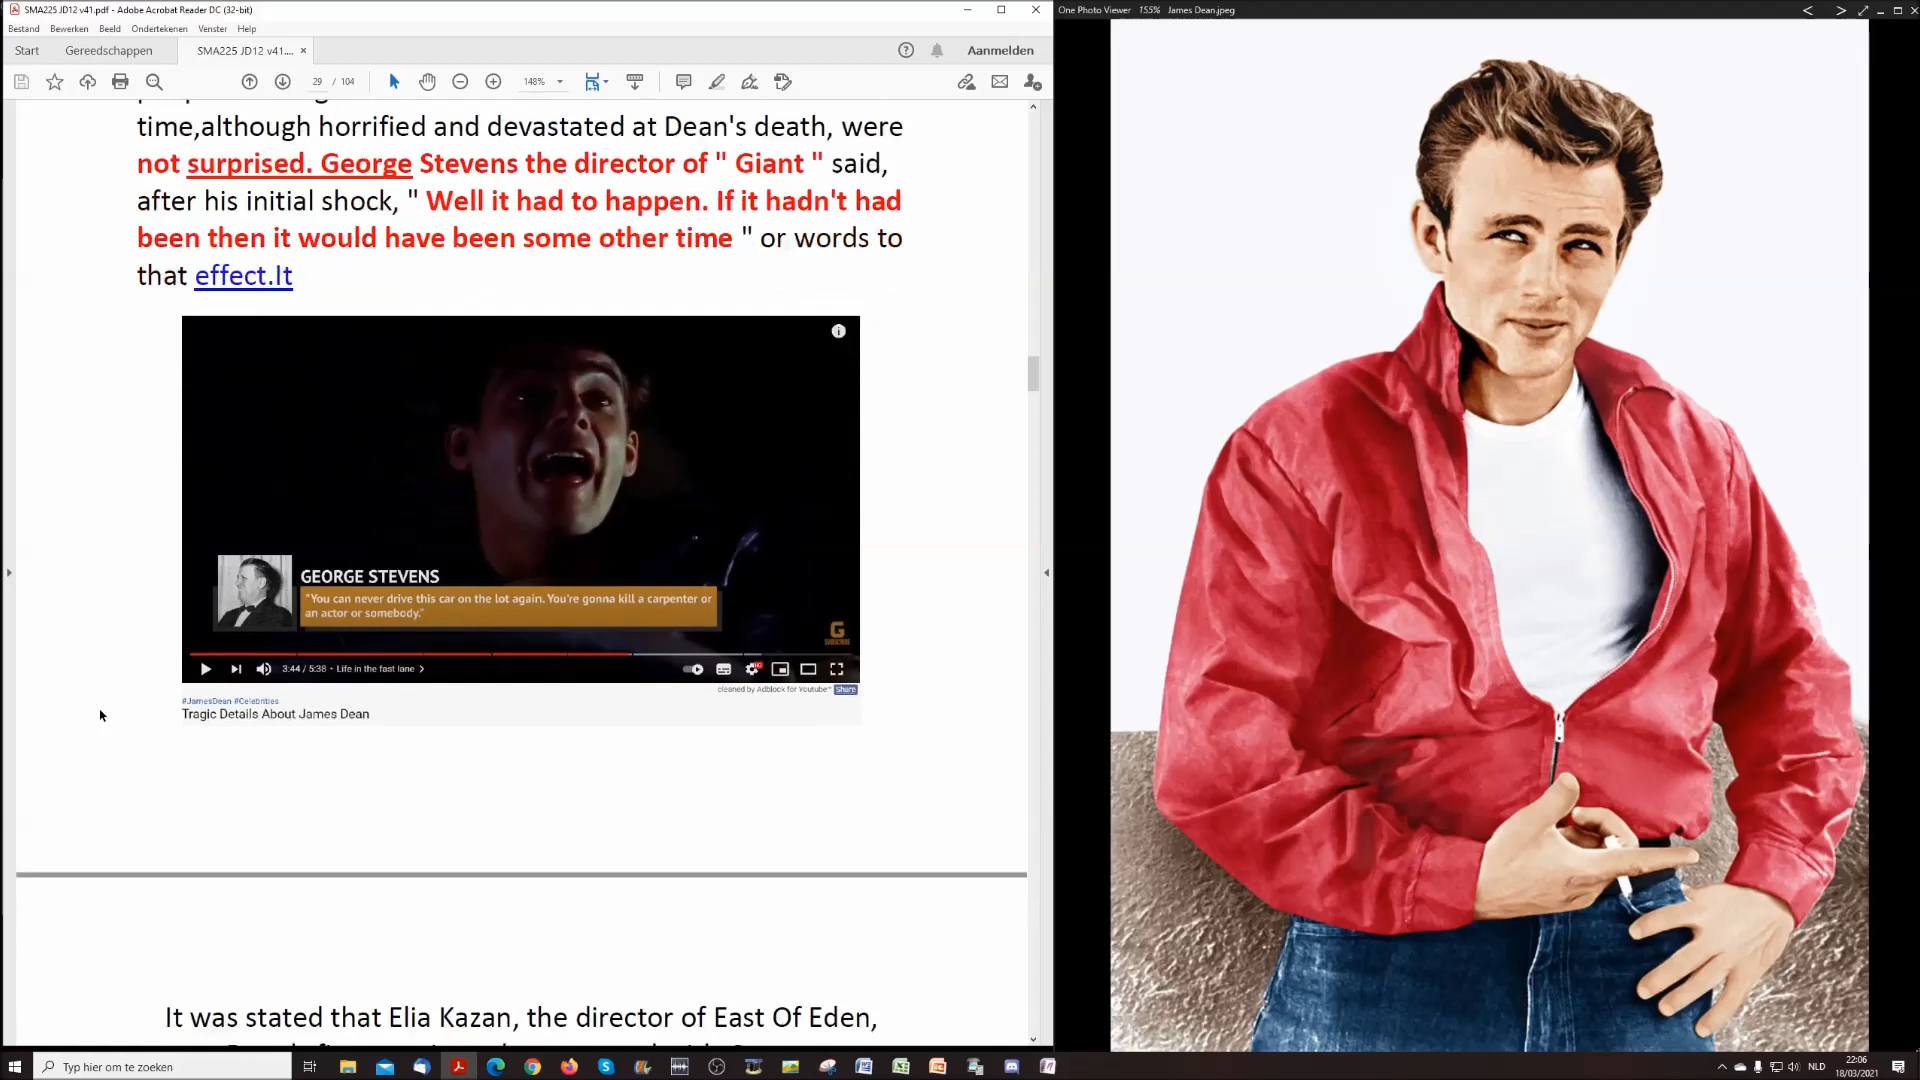 SMA225 JD12 v41.pdf - Adobe Acrobat Reader DC (32-bit)
Bestand Bewerken Beeld Ondertekenen Venster Help
Start Gereedschappen SMA225 JD12 v41.... × Aanmelden
29 / 104 148%
time,although horrified and devastated at Dean's death, were
not surprised. George Stevens the director of " Giant " said,
after his initial shock, " Well it had to happen. If it hadn't had
been then it would have been some other time " or words to
that effect.It
GEORGE STEVENS
"You can never drive this car on the lot again. You're gonna kill a carpenter or
an actor or somebody."
G
SUBSCRIBE
3:44 / 5:38 • Life in the fast lane >
cleaned by Adblock for Youtube™ Share
#JamesDean #Celebrities
Tragic Details About James Dean
It was stated that Elia Kazan, the director of East Of Eden,
One Photo Viewer 155% James Dean.jpeg
Typ hier om te zoeken
NLD
22:06
18/03/2021